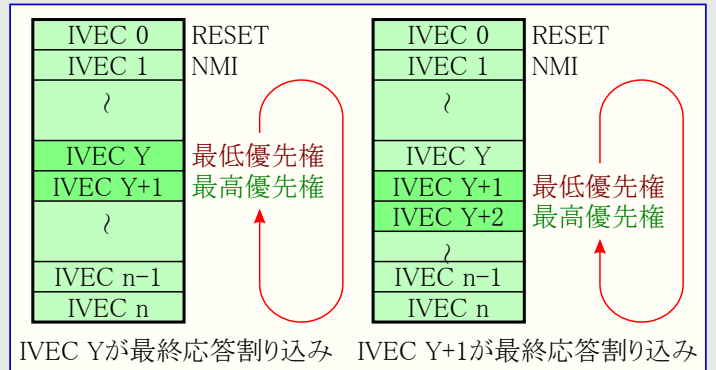 IVEC 0 RESET
IVEC 1 NMI
~
IVEC Y 最低優先権
IVEC Y+1 最高優先権
~
IVEC n-1
IVEC n
IVEC Yが最終応答割り込み
IVEC 0 RESET
IVEC 1 NMI
~
IVEC Y
IVEC Y+1 最低優先権
IVEC Y+2 最高優先権
~
IVEC n-1
IVEC n
IVEC Y+1が最終応答割り込み